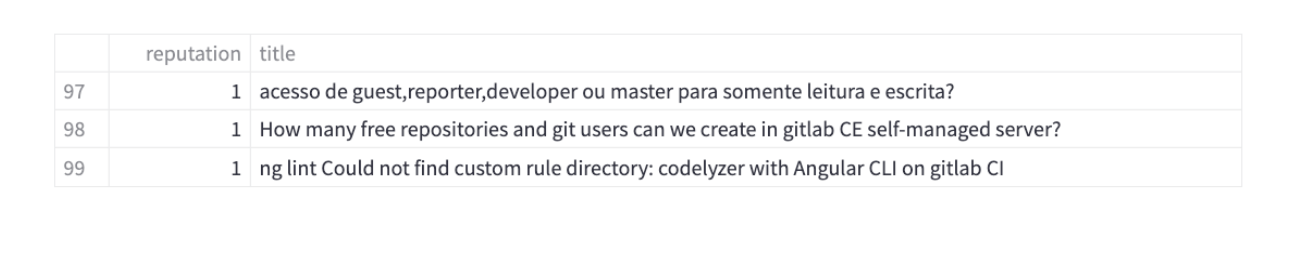 reputation title
97 1 acesso de guest,reporter,developer ou master para somente leitura e escrita?
98 1 How many free repositories and git users can we create in gitlab CE self-managed server?
99 1 ng lint Could not find custom rule directory: codelyzer with Angular CLI on gitlab CI